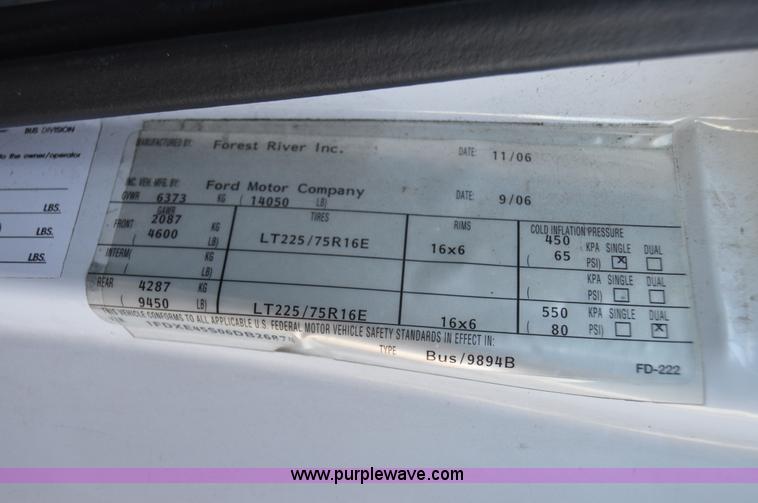 BUS DIVISION
to the owner/operator
LBS.
LBS.
LBS.
MANUFACTURED BY: Forest River Inc. DATE: 11/06
INC. VEH. MFG. BY: Ford Motor Company DATE: 9/06
GVWR 6373 KG ( 14050 LB)
GAWR TIRES RIMS COLD INFLATION PRESSURE
FRONT 2087 KG 450 KPA SINGLE DUAL
( 4600 LB) LT225/75R16E 16x6 ( 65 PSI) X
INTERM( KG KPA SINGLE DUAL
LB) ( PSI)
REAR 4287 KG 550 KPA SINGLE DUAL
( 9450 LB) LT225/75R16E 16x6 ( 80 PSI) X
THIS VEHICLE CONFORMS TO ALL APPLICABLE U.S. FEDERAL MOTOR VEHICLE SAFETY STANDARDS IN EFFECT IN:
TYPE Bus/9894B
FD-222
www.purplewave.com